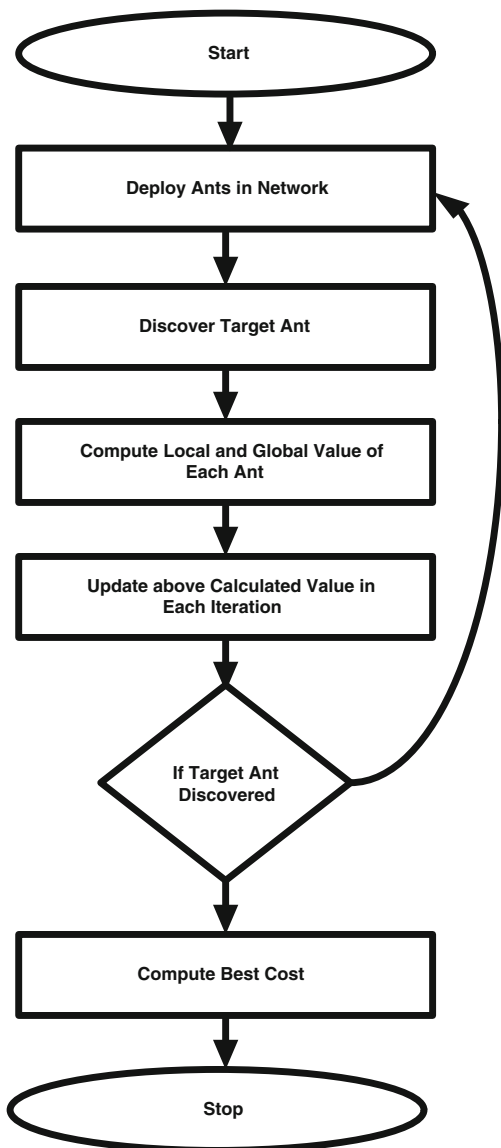 Start
Deploy Ants in Network
Discover Target Ant
Compute Local and Global Value of
Each Ant
Update above Calculated Value in
Each Iteration
If Target Ant
Discovered
Compute Best Cost
Stop